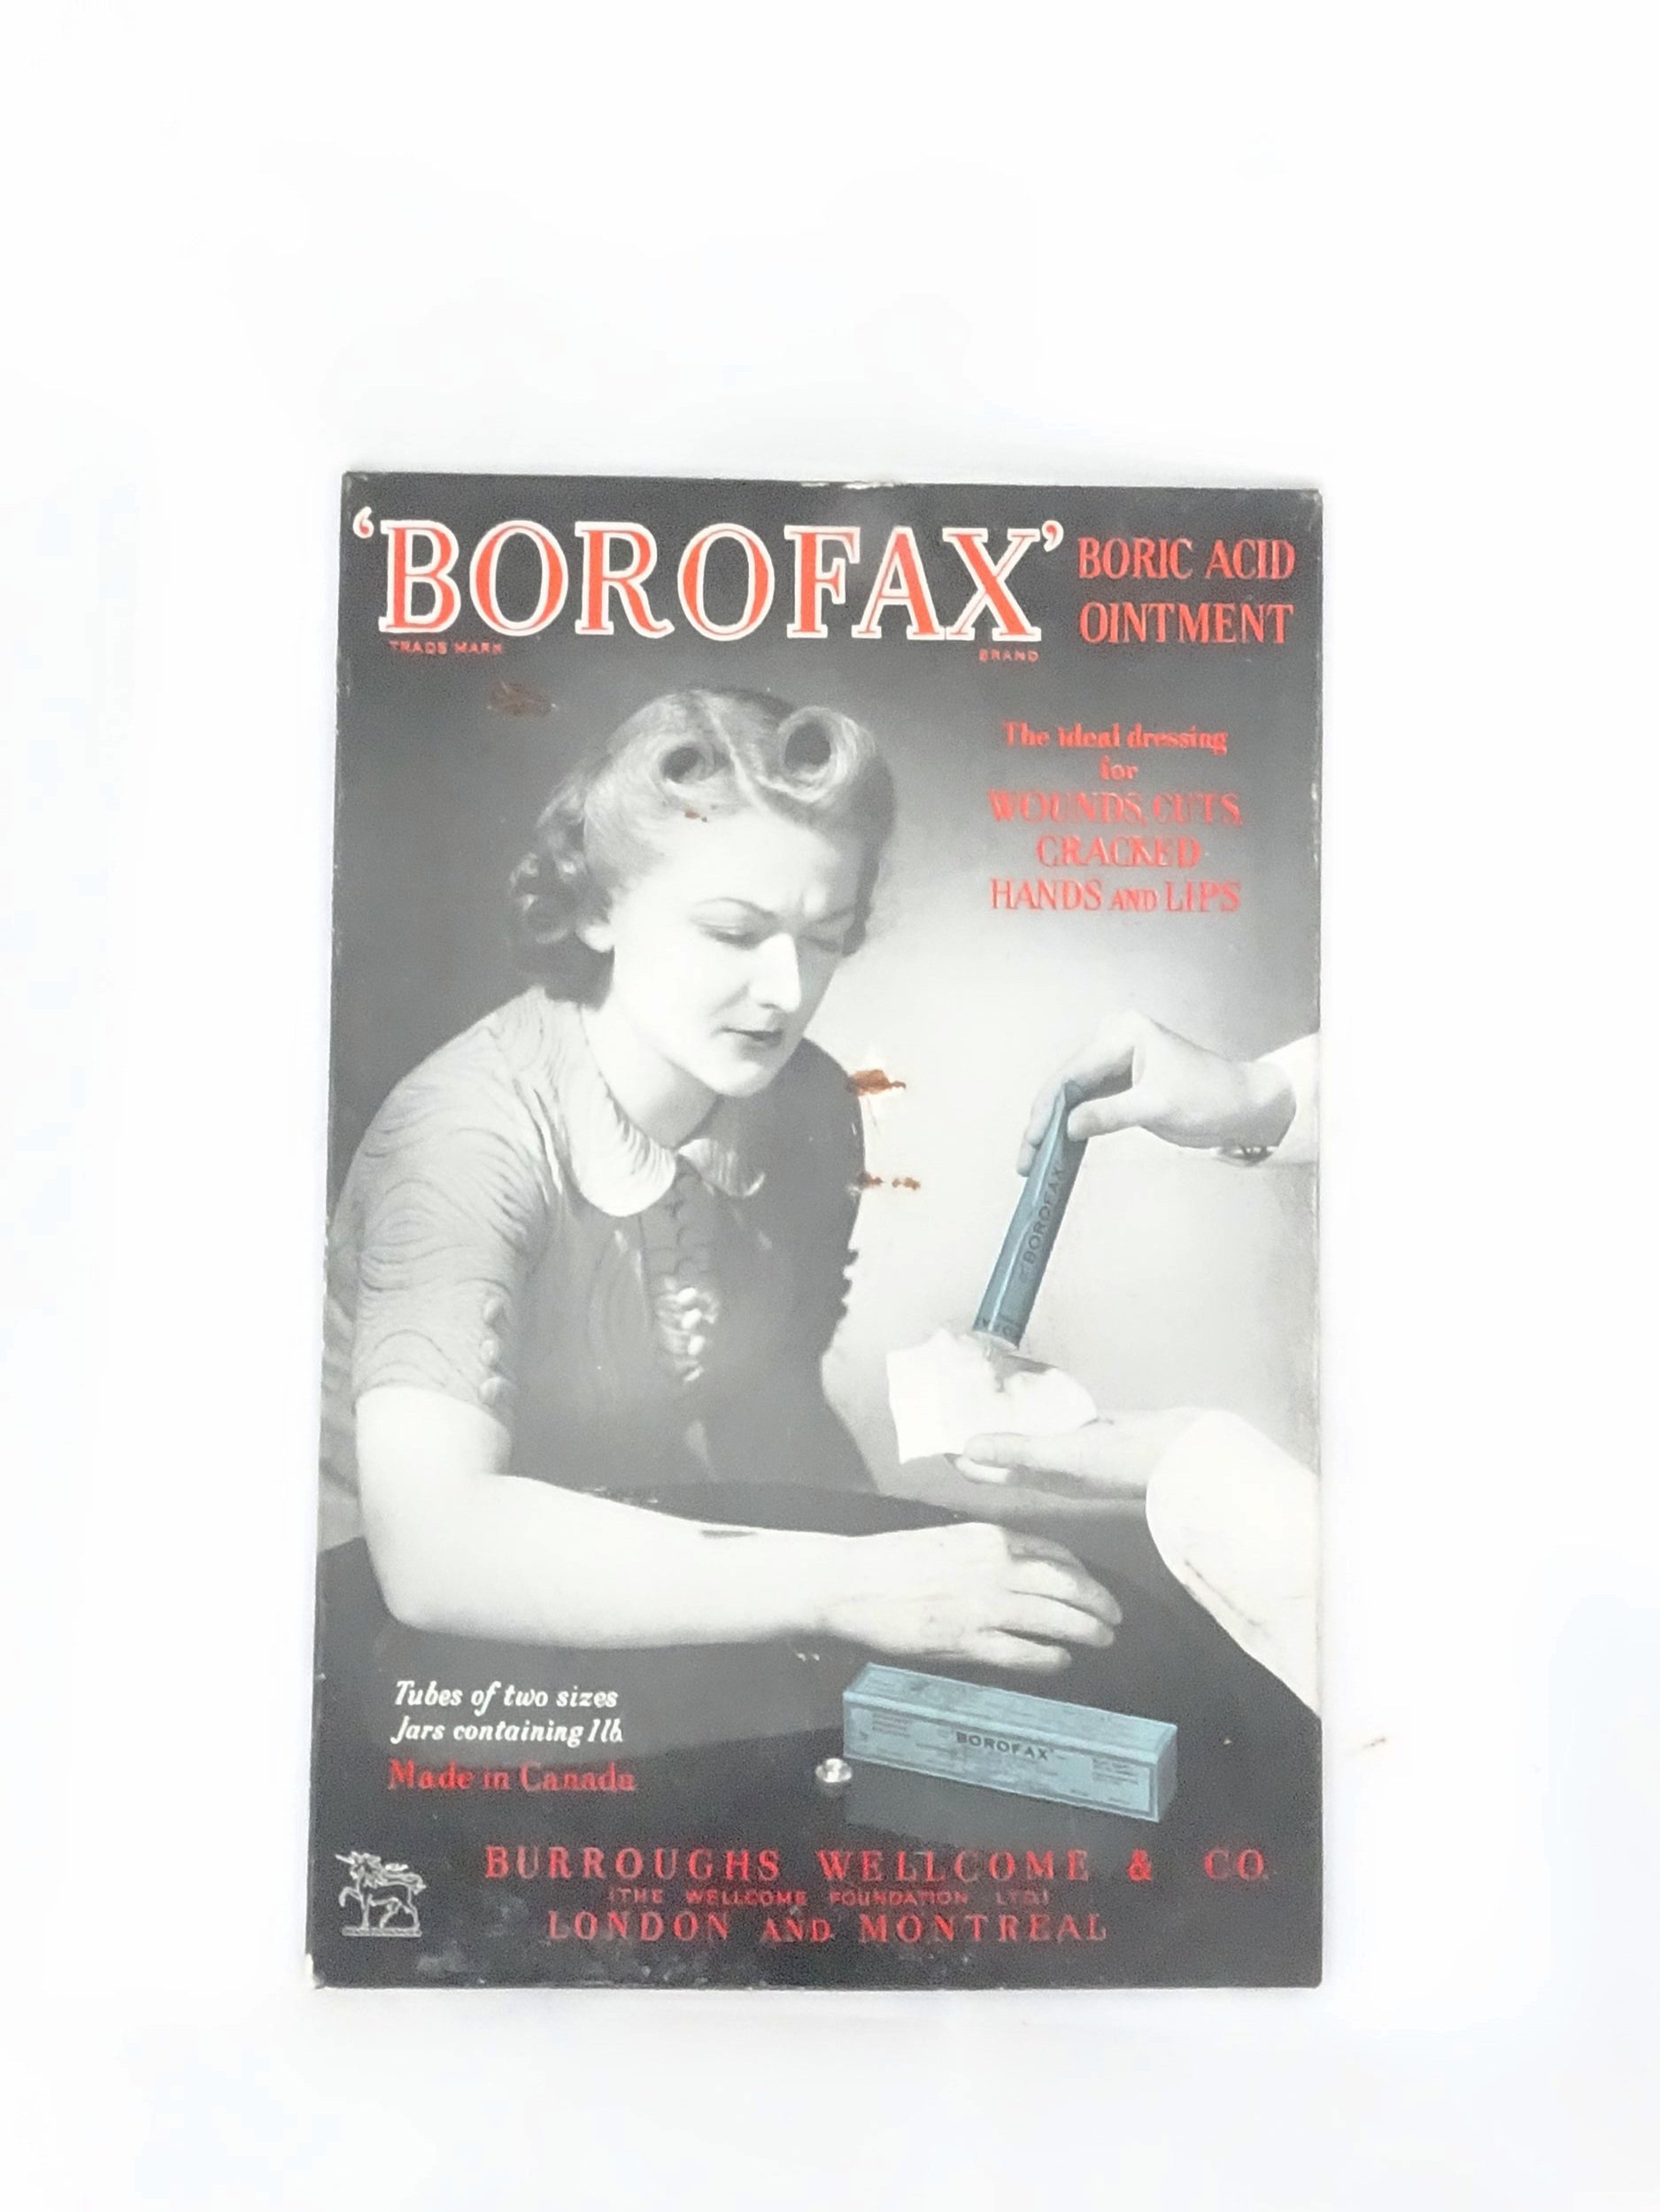 'BOROFAX'
TRADE MARK
BRAND
BORIC ACID
OINTMENT
The ideal dressing
for
WOUNDS, CUTS,
CRACKED
HANDS AND LIPS
'BOROFAX'
Tubes of two sizes
Jars containing 1lb
Made in Canada
'BOROFAX'
BURROUGHS WELLCOME & CO.
(THE WELLCOME FOUNDATION LTD.)
LONDON AND MONTREAL